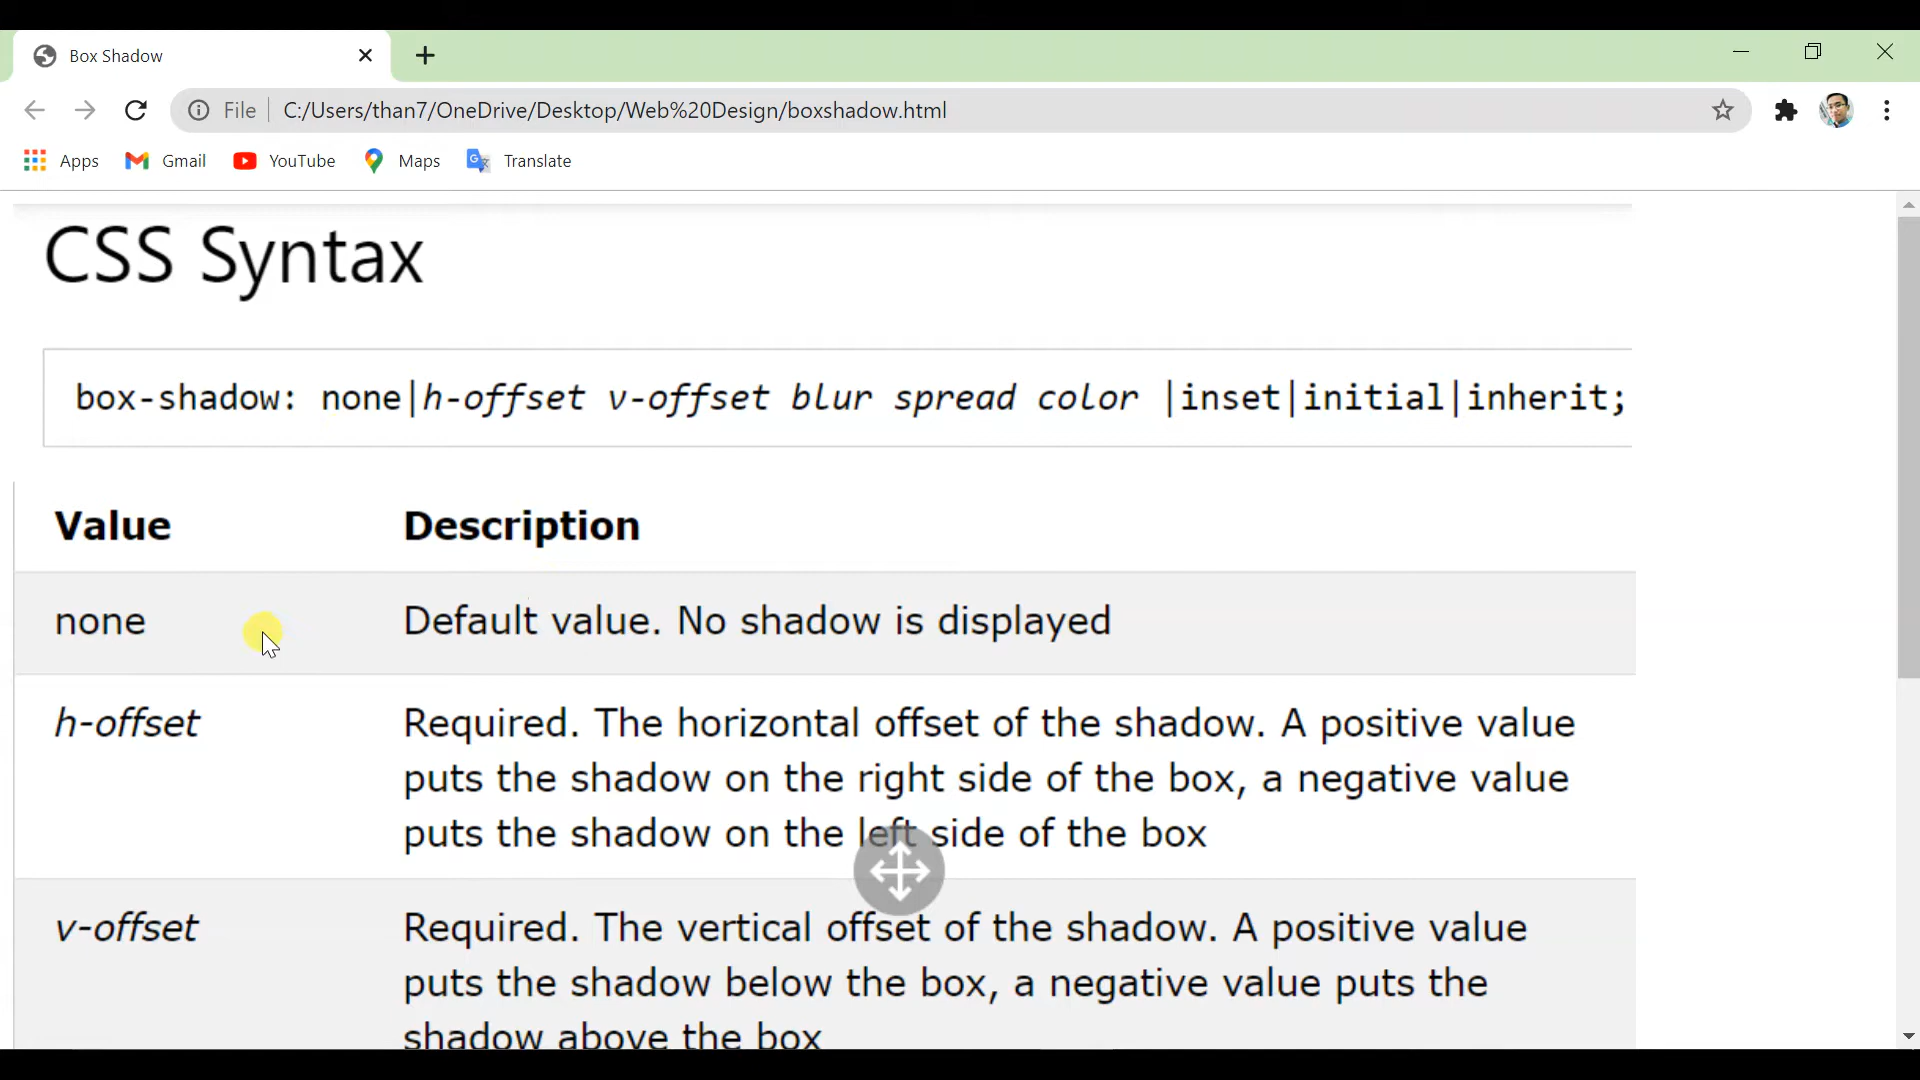 Box Shadow
File C:/Users/than7/OneDrive/Desktop/Web%20Design/boxshadow.html
Apps Gmail YouTube Maps Translate
CSS Syntax
box-shadow: none|h-offset v-offset blur spread color |inset|initial|inherit;
Value Description
none Default value. No shadow is displayed
h-offset Required. The horizontal offset of the shadow. A positive value
puts the shadow on the right side of the box, a negative value
puts the shadow on the left side of the box
v-offset Required. The vertical offset of the shadow. A positive value
puts the shadow below the box, a negative value puts the
shadow above the box